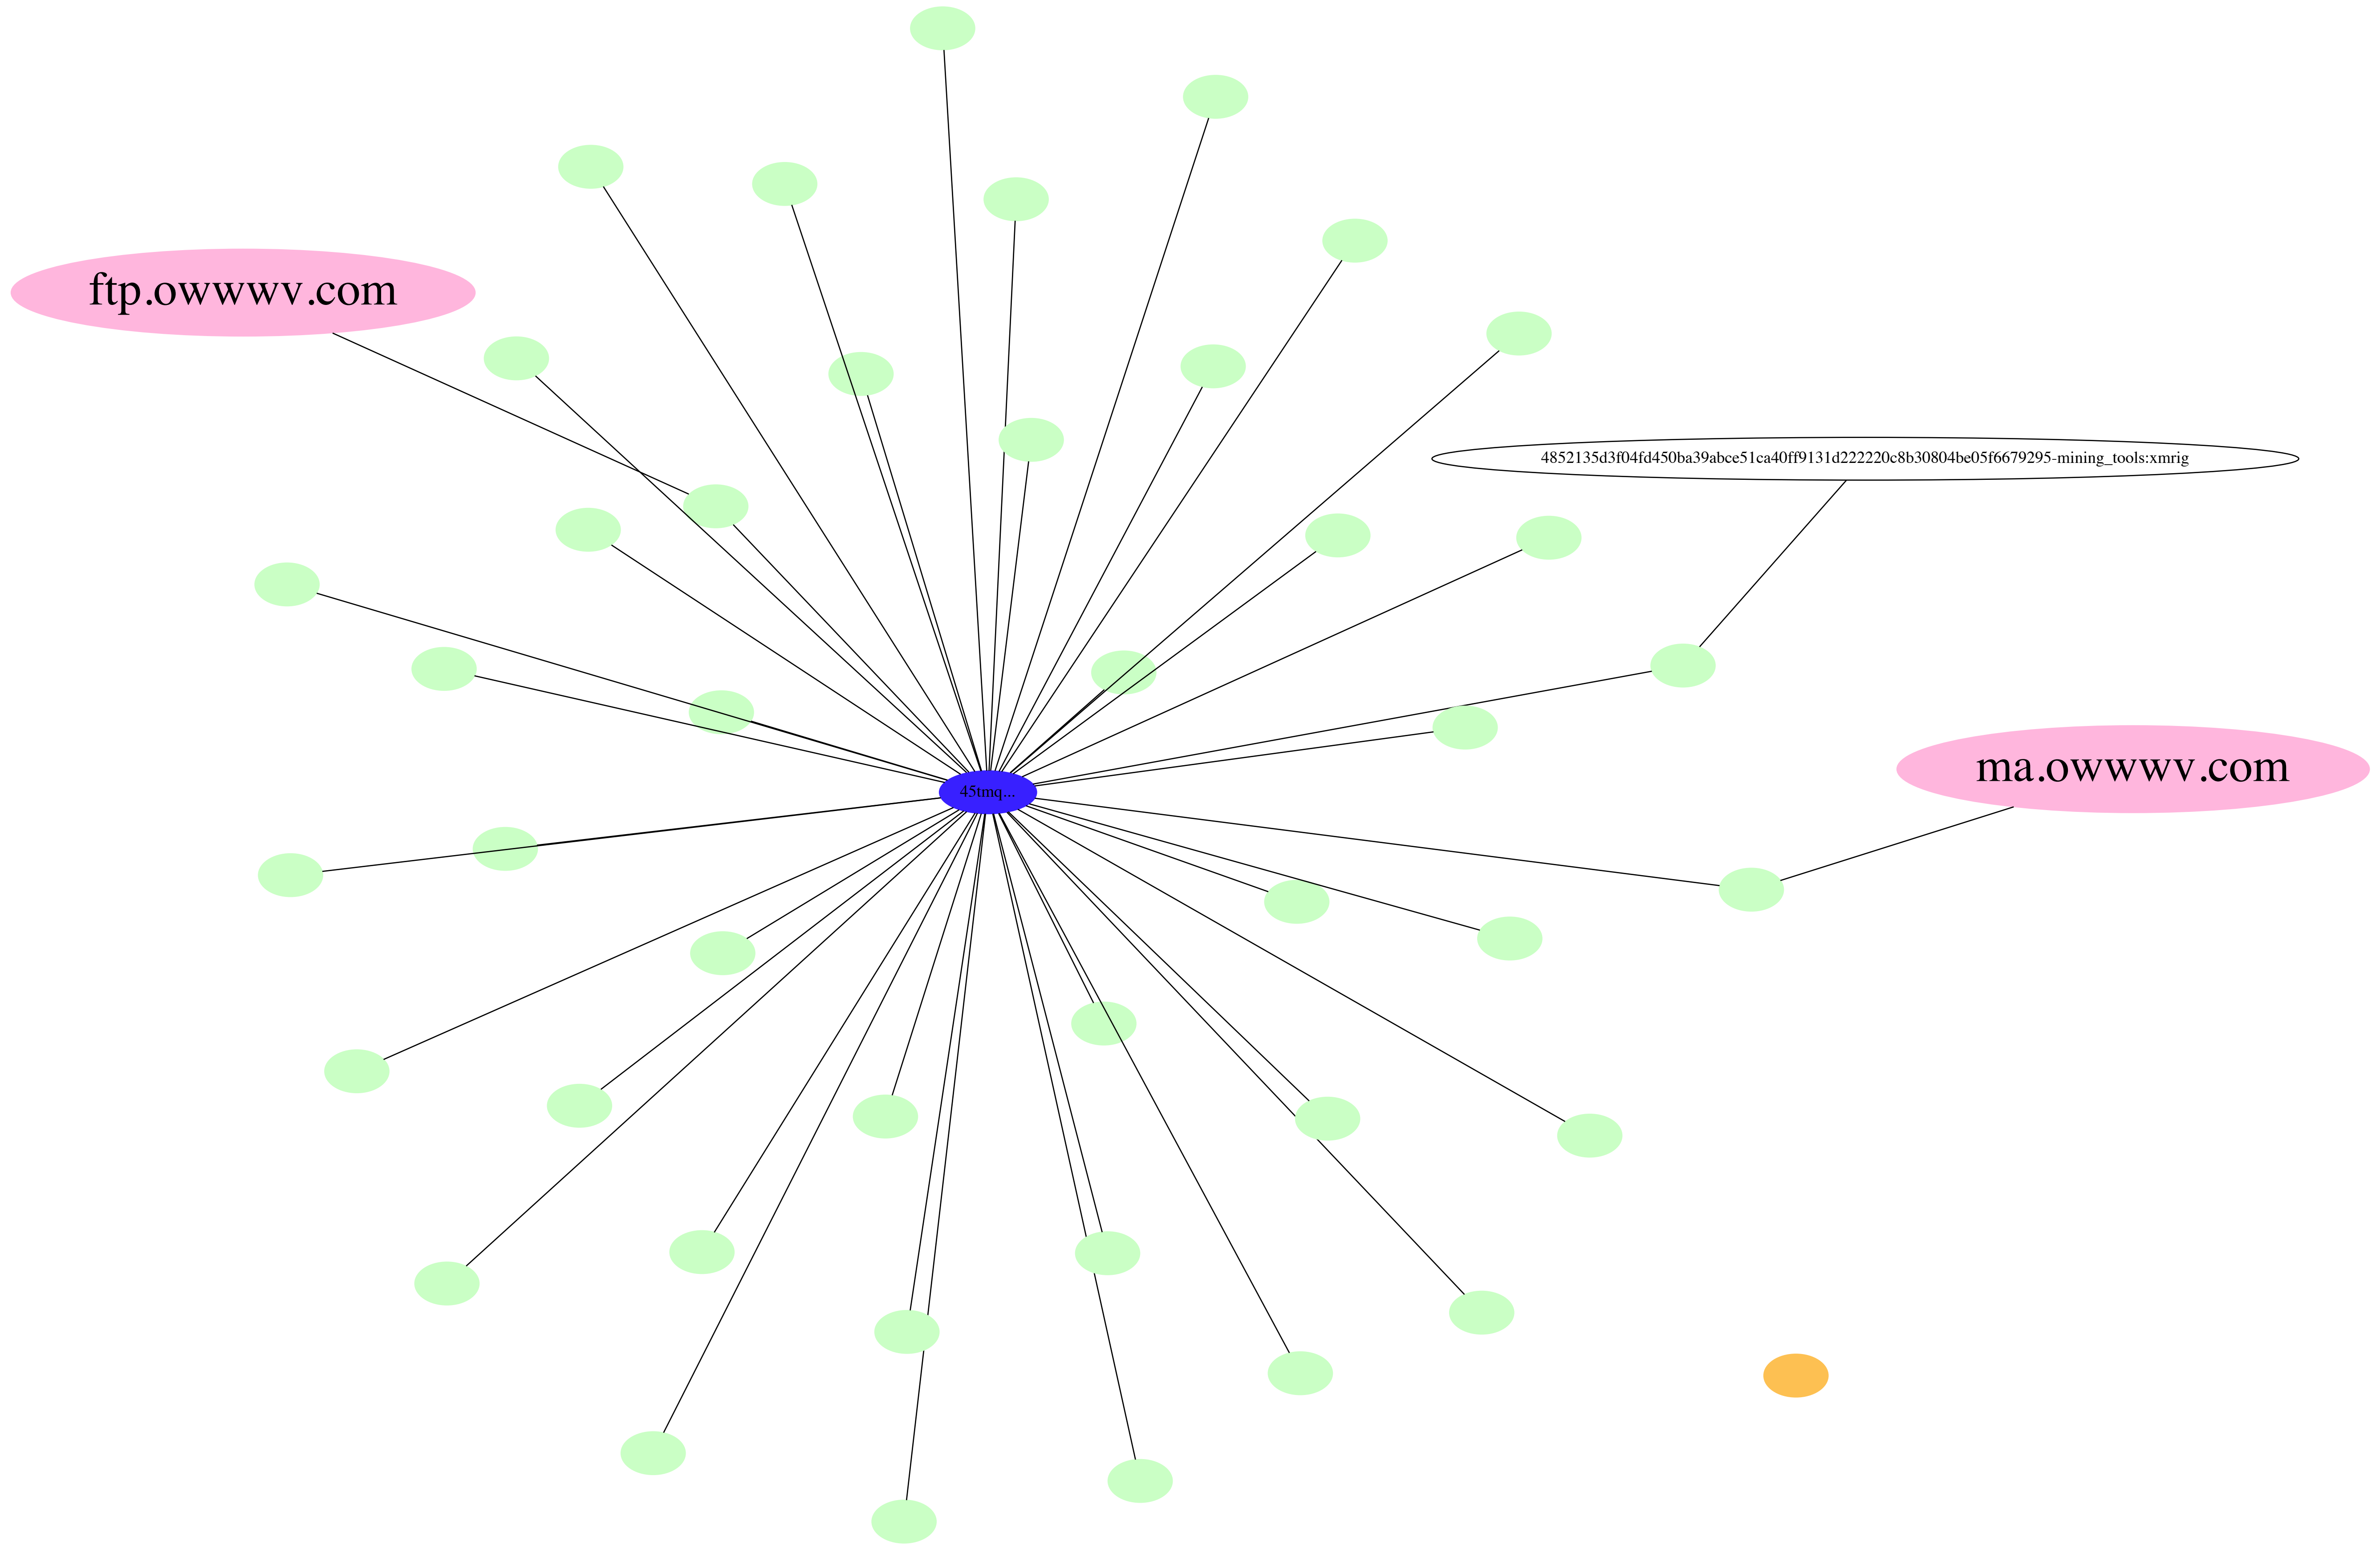 ftp.owwwv.com
4852135d3f04fd450ba39abce51ca40ff9131d222220c8b30804be05f6679295-mining_tools:xmrig
ma.owwwv.com
45tmq...